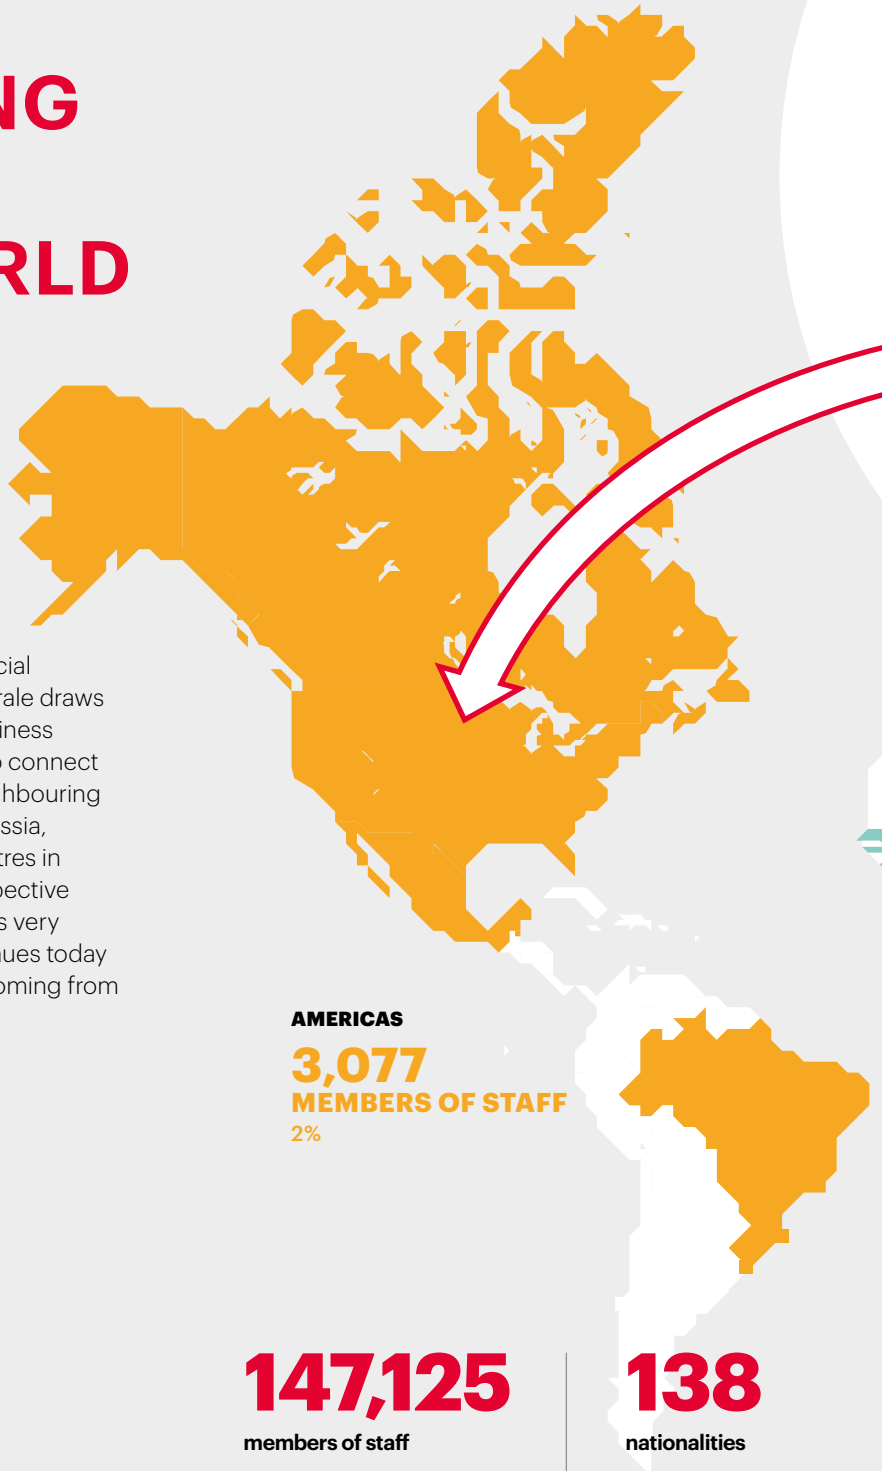 NG
RLD
cial
rale draws
iness
o connect
hbouring
ssia,
tres in
pective
s very
nues today
oming from
AMERICAS
3,077
MEMBERS OF STAFF
2%
147,125
members of staff
138
nationalities